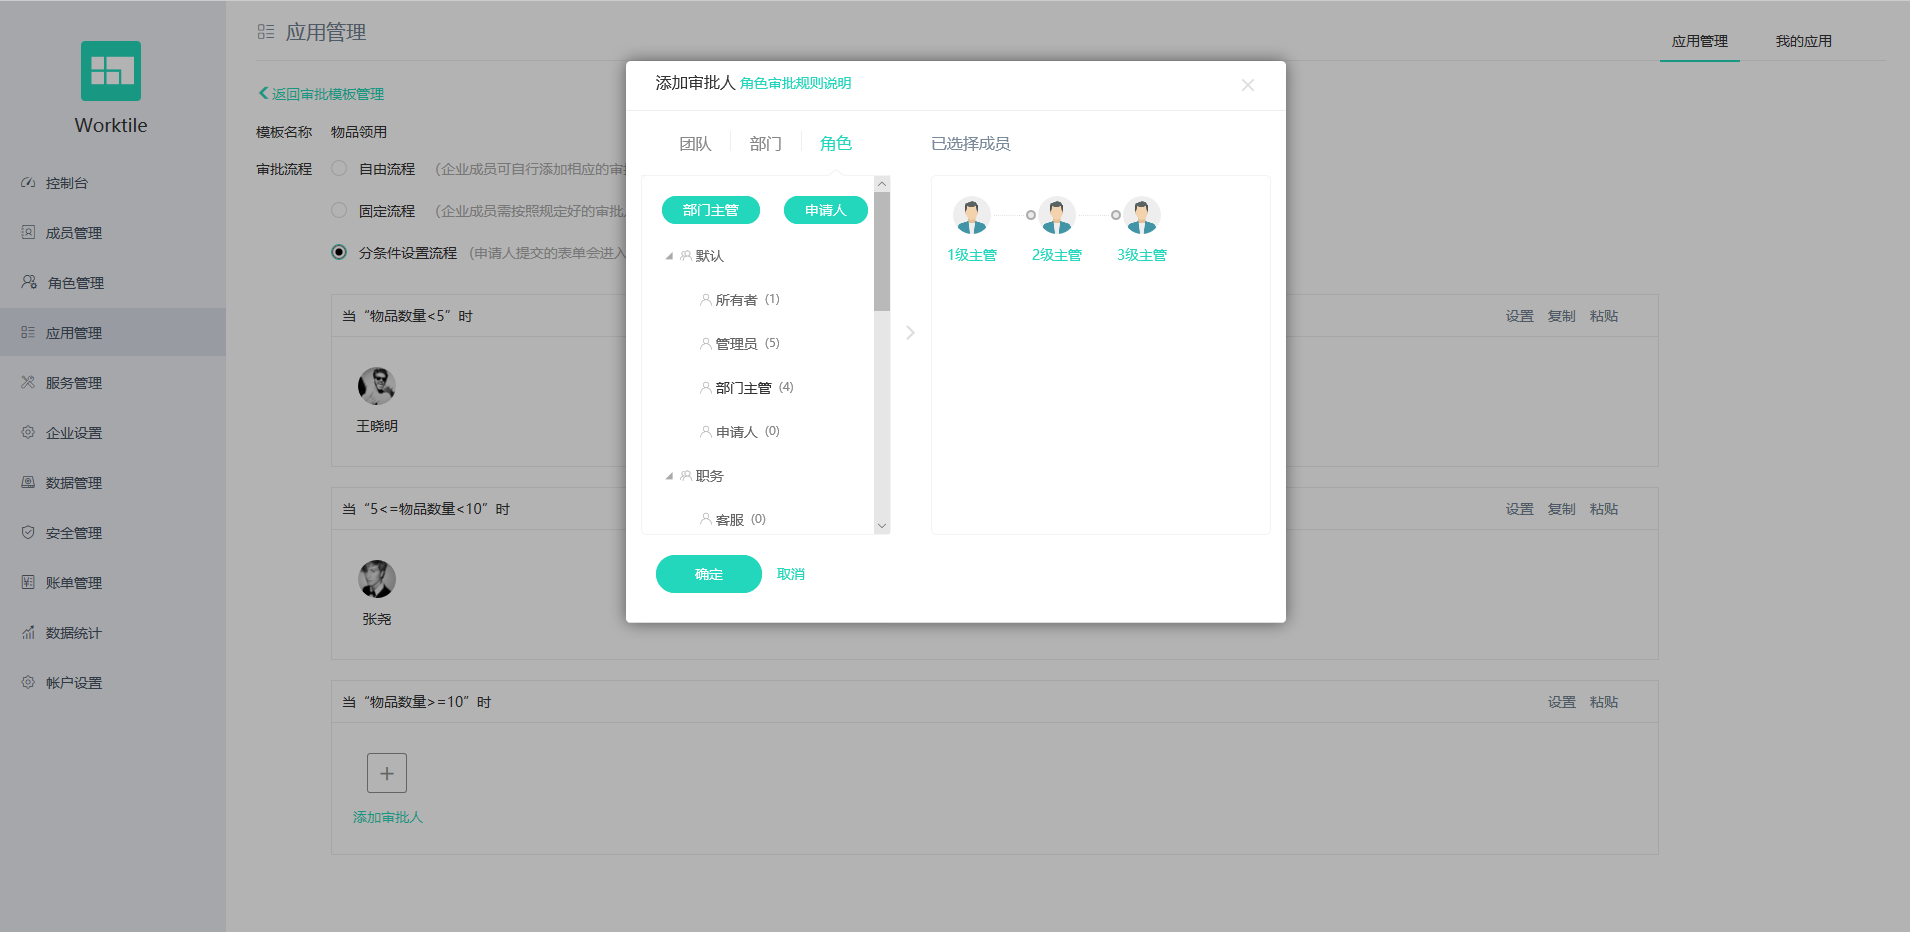 Worktile
控制台
成员管理
角色管理
应用管理
服务管理
企业设置
数据管理
安全管理
账单管理
数据统计
帐户设置
应用管理
应用管理 我的应用
返回审批模板管理
模板名称 物品领用
审批流程 自由流程 (企业成员可自行添加相应的审
固定流程 (企业成员需按照规定好的审批
分条件设置流程 (申请人提交的表单会进入
当“物品数量<5”时 设置 复制 粘贴
王晓明
当“5<=物品数量<10”时 设置 复制 粘贴
张尧
当“物品数量>=10”时 设置 粘贴
添加审批人
添加审批人 角色审批规则说明
团队 部门 角色 已选择成员
部门主管 申请人
默认
所有者 (1)
管理员 (5)
部门主管 (4)
申请人 (0)
职务
客服 (0)
1级主管 2级主管 3级主管
确定 取消